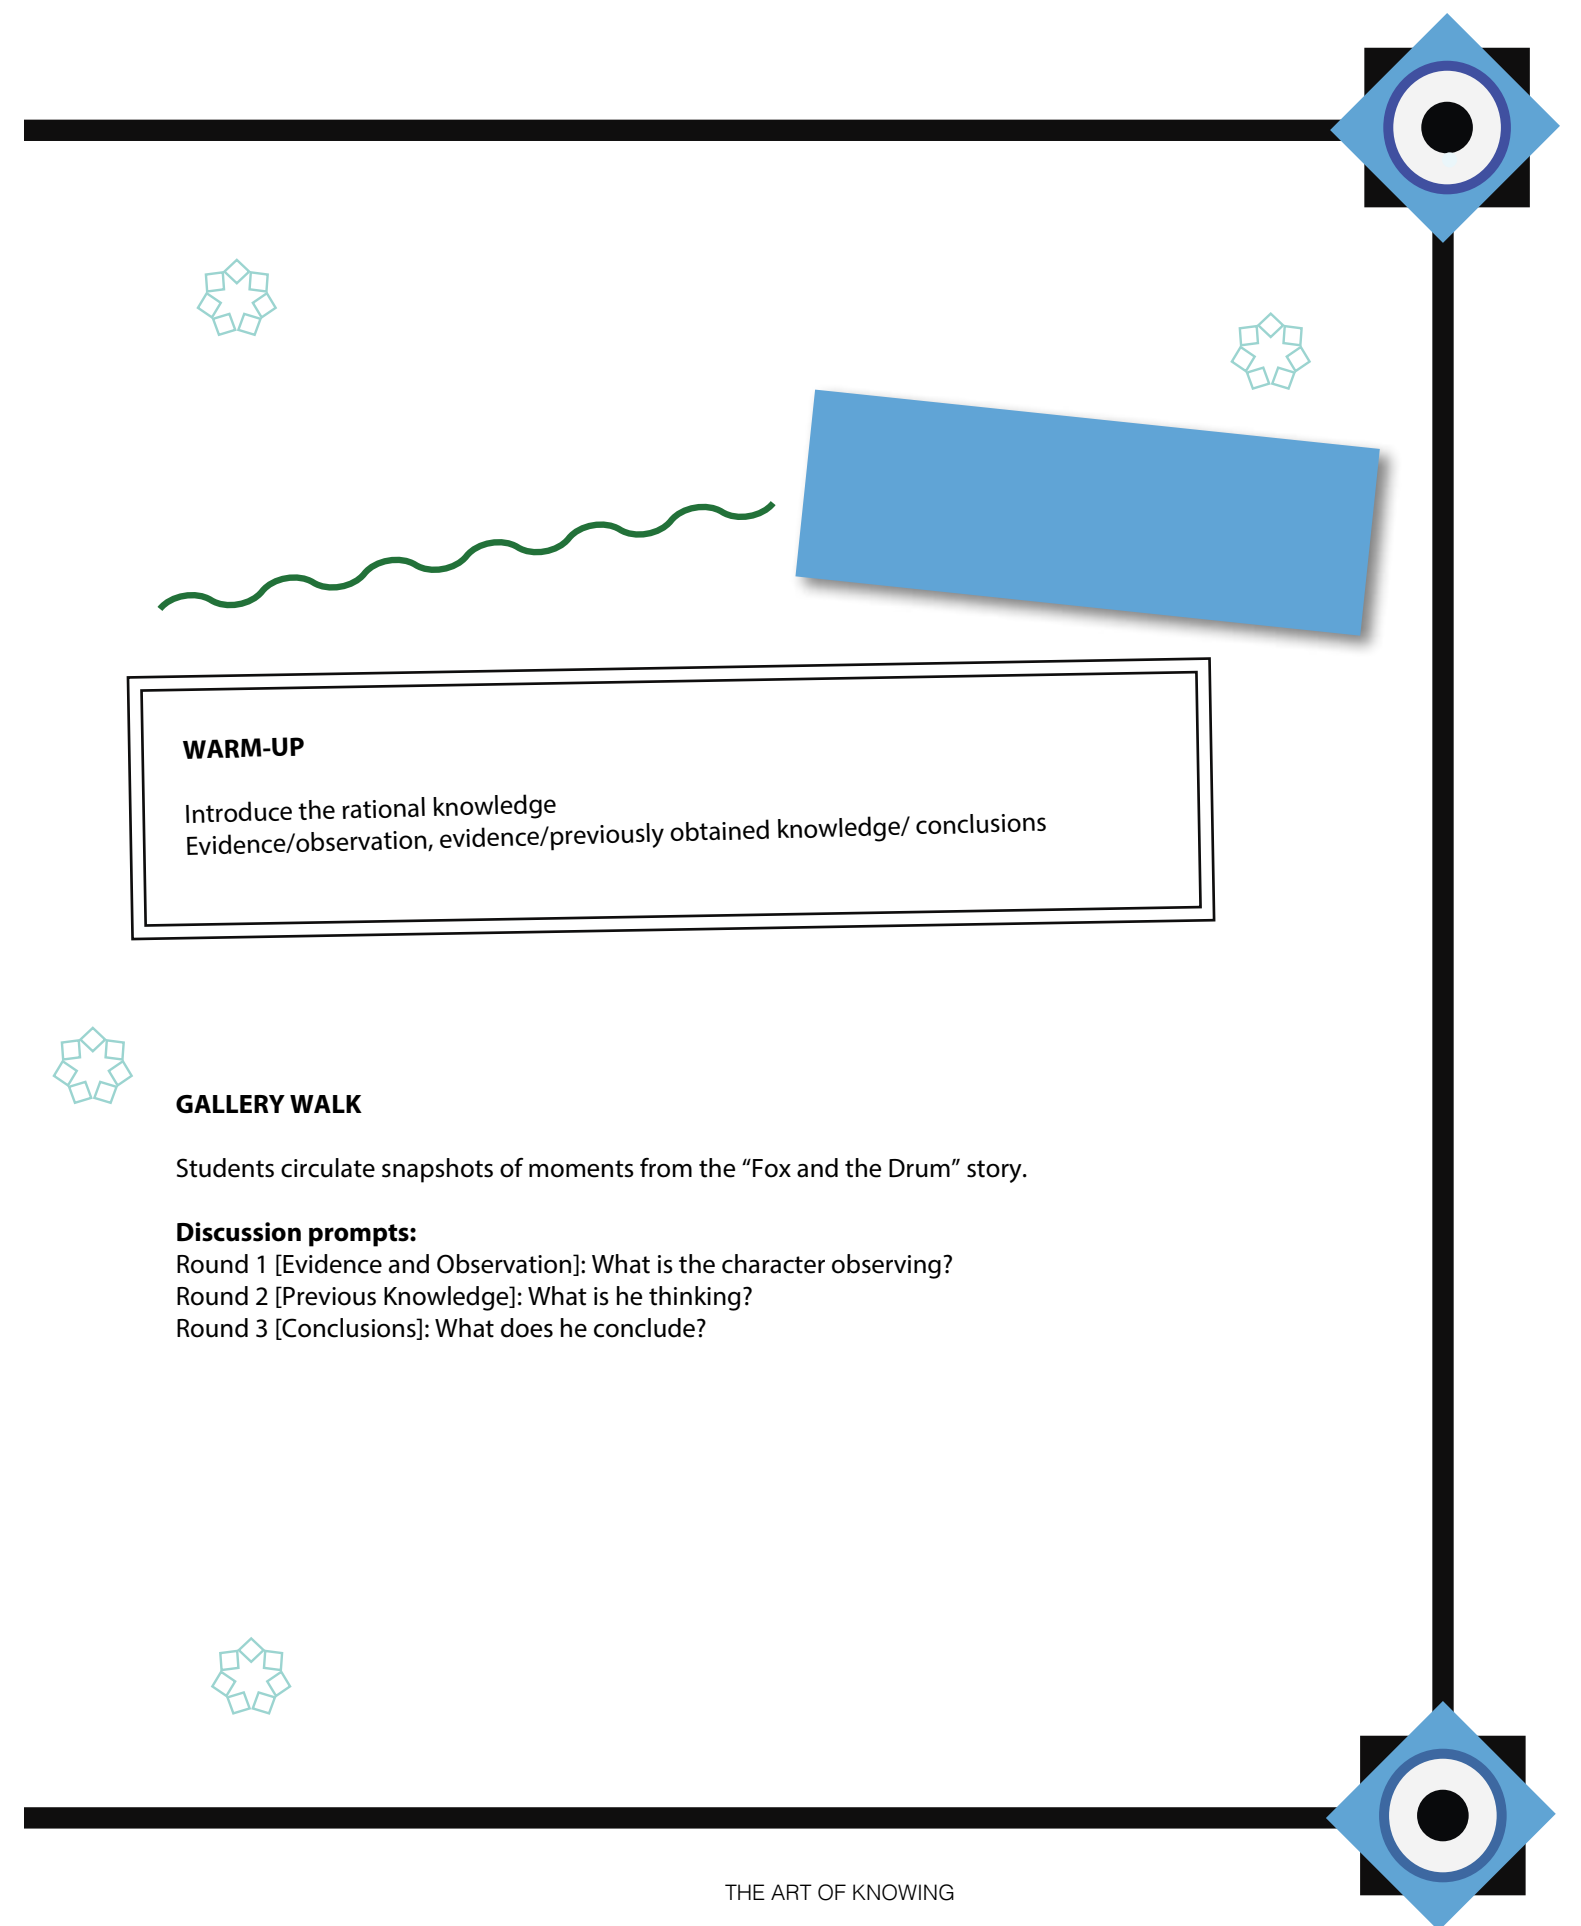 WARM-UP
Introduce the rational knowledge
Evidence/observation, evidence/previously obtained knowledge/ conclusions
GALLERY WALK
Students circulate snapshots of moments from the “Fox and the Drum” story.
Discussion prompts:
Round 1 [Evidence and Observation]: What is the character observing?
Round 2 [Previous Knowledge]: What is he thinking?
Round 3 [Conclusions]: What does he conclude?
THE ART OF KNOWING